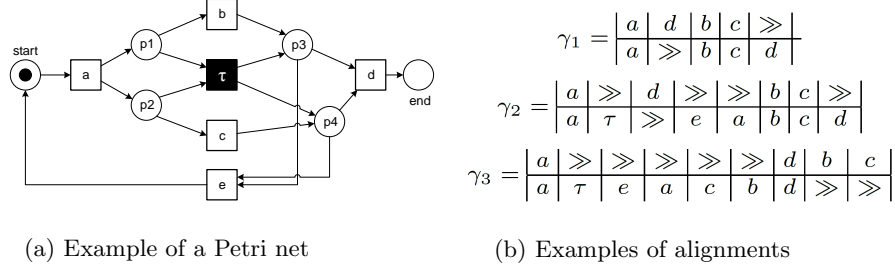 start
a
p1
p2
b
τ
c
e
p3
p4
d
end
γ1 = | a | d | b | c | ≫ |
| a | ≫ | b | c | d |
γ2 = | a | ≫ | d | ≫ | ≫ | b | c | ≫ |
| a | τ | ≫ | e | a | b | c | d |
γ3 = | a | ≫ | ≫ | ≫ | ≫ | ≫ | d | b | c |
| a | τ | e | a | c | b | d | ≫ | ≫ |
(a) Example of a Petri net
(b) Examples of alignments